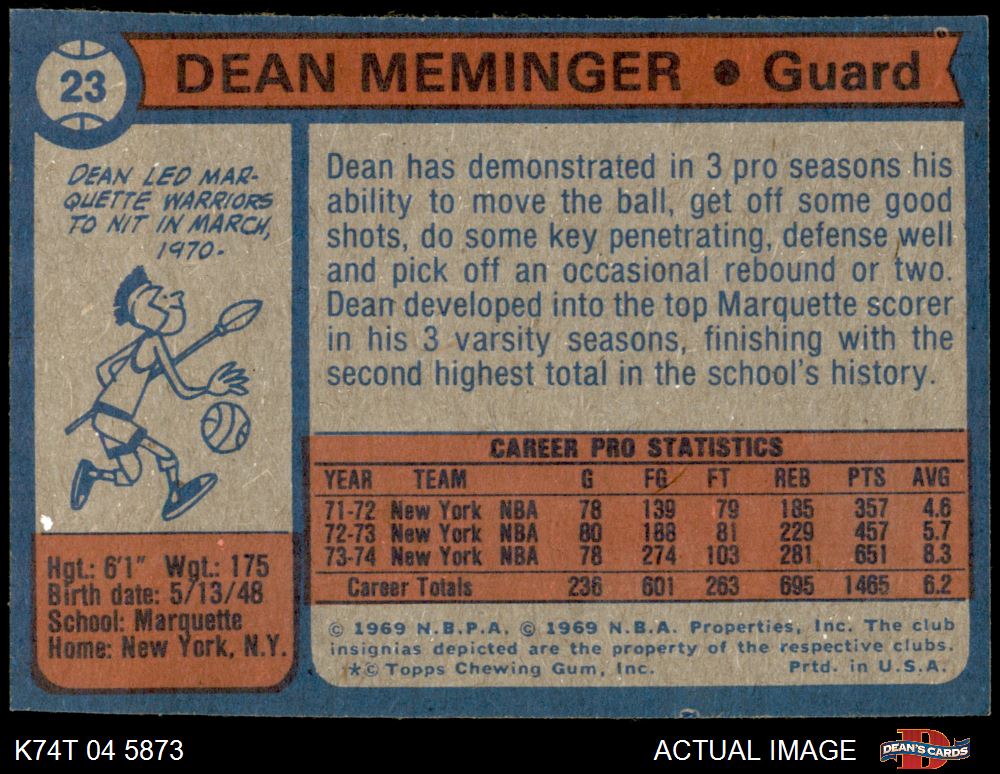 23
DEAN MEMINGER ● Guard
DEAN LED MAR-
QUETTE WARRIORS
TO NIT IN MARCH,
1970.
Dean has demonstrated in 3 pro seasons his
ability to move the ball, get off some good
shots, do some key penetrating, defense well
and pick off an occasional rebound or two.
Dean developed into the top Marquette scorer
in his 3 varsity seasons, finishing with the
second highest total in the school's history.
CAREER PRO STATISTICS
YEAR TEAM G FG FT REB PTS AVG
71-72 New York NBA 78 139 79 185 357 4.6
72-73 New York NBA 80 188 81 229 457 5.7
73-74 New York NBA 78 274 103 281 651 8.3
Career Totals 236 601 263 695 1465 6.2
Hgt.: 6'1" Wgt.: 175
Birth date: 5/13/48
School: Marquette
Home: New York, N.Y.
© 1969 N.B.P.A. © 1969 N.B.A. Properties, Inc. The club
insignias depicted are the property of the respective clubs.
*© Topps Chewing Gum, Inc. Prtd. in U.S.A.
K74T 04 5873
ACTUAL IMAGE
DEAN'S CARDS